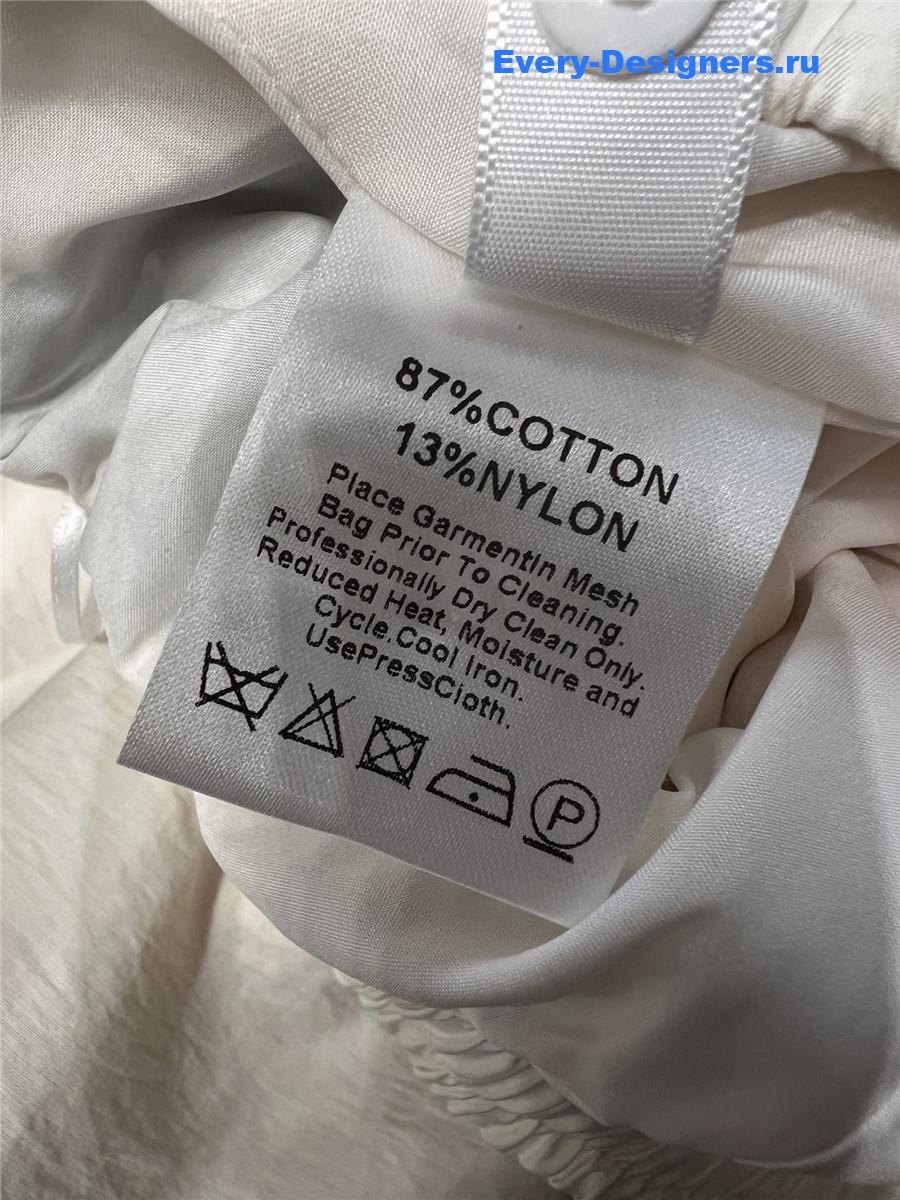 Every-Designers.ru
87%COTTON
13%NYLON
Place GarmentIn Mesh
Bag Prior To Cleaning.
Professionally Dry Clean Only.
Reduced Heat, Moisture and
Cycle.Cool Iron.
UsePressCloth.
P